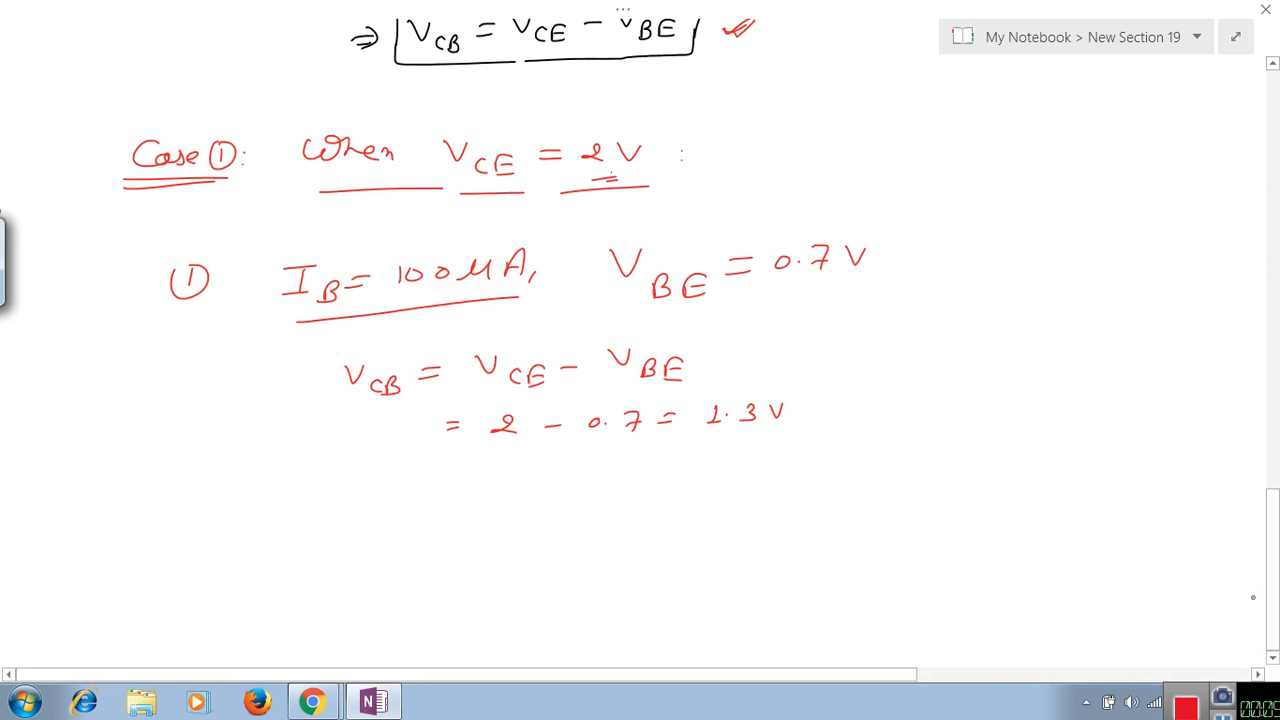 ⇒ VCB = VCE - VBE
My Notebook > New Section 19
Case ①: When VCE = 2V :
① IB = 100 μA, VBE = 0.7 V
VCB = VCE - VBE
= 2 - 0.7 = 1.3 V